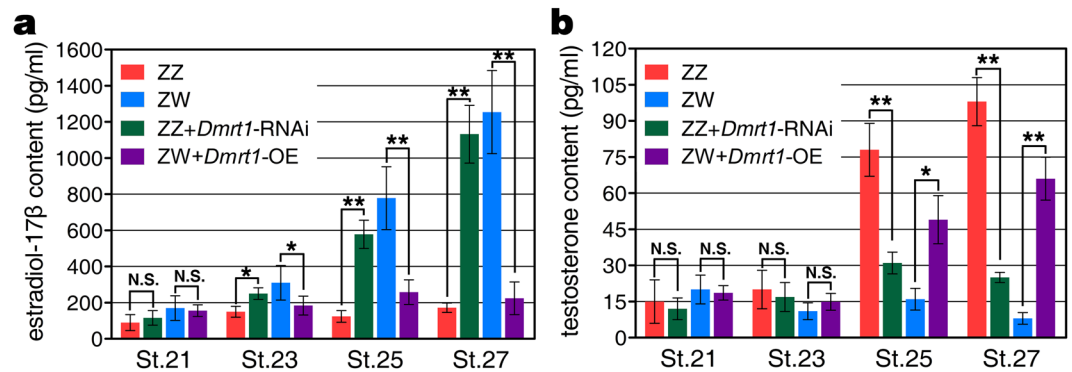 a
estradiol-17β content (pg/ml)
1600
1400
1200
1000
800
600
400
200
0
ZZ
ZW
ZZ+Dmrt1-RNAi
ZW+Dmrt1-OE
N.S.
N.S.
*
*
**
**
**
**
St.21
St.23
St.25
St.27
b
testosterone content (pg/ml)
120
105
90
75
60
45
30
15
0
ZZ
ZW
ZZ+Dmrt1-RNAi
ZW+Dmrt1-OE
N.S.
N.S.
N.S.
N.S.
**
*
**
**
St.21
St.23
St.25
St.27